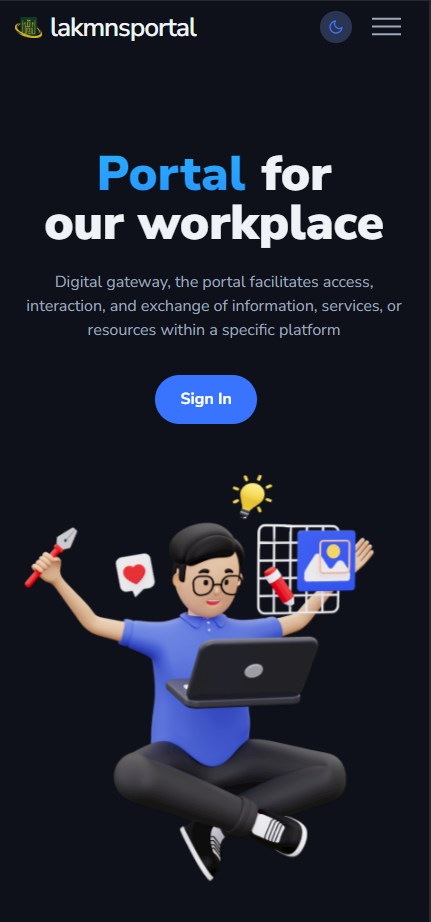 lakmnsportal
Portal for
our workplace
Digital gateway, the portal facilitates access,
interaction, and exchange of information, services, or
resources within a specific platform
Sign In